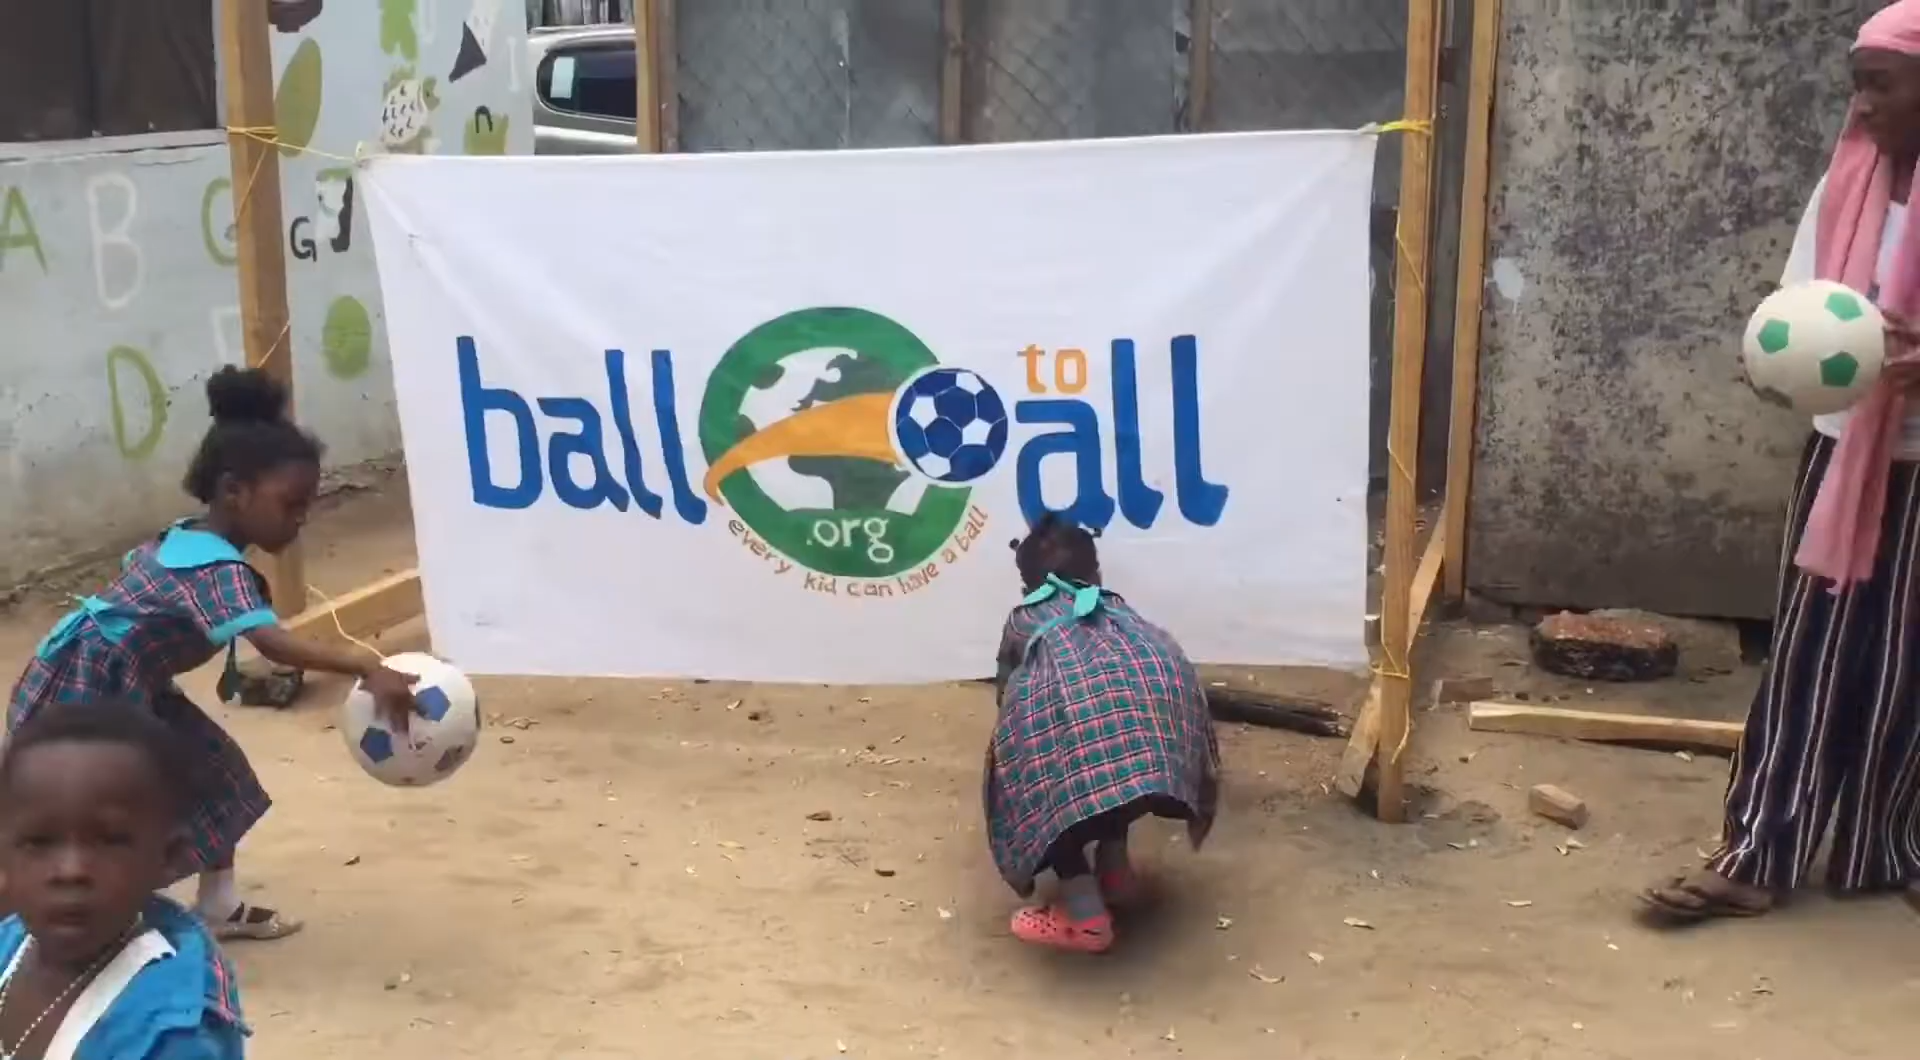 A B C
G
D
ball to all
.org
every kid can have a ball